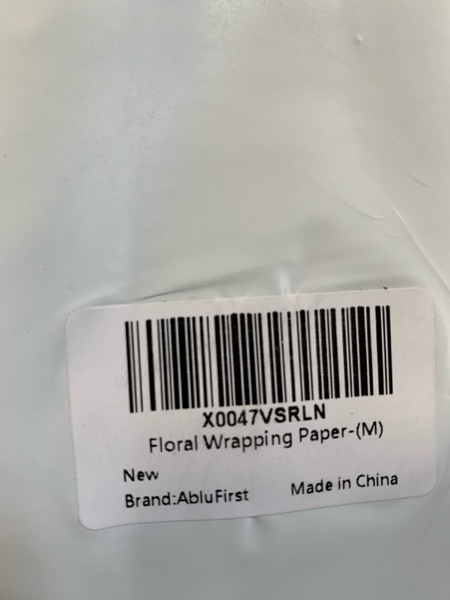 X0047VSRLN
Floral Wrapping Paper-(M)
New
Brand:AbluFirst
Made in China